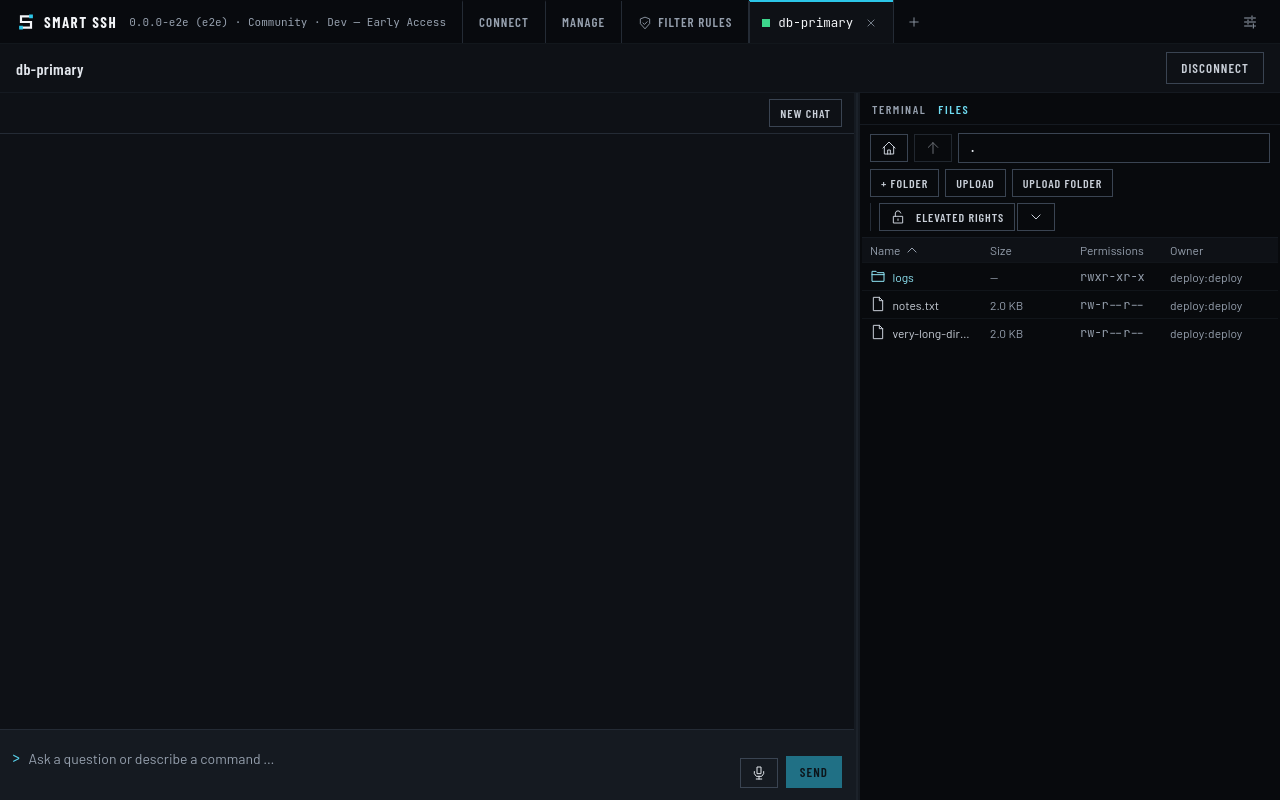 SMART SSH 0.0.0-e2e (e2e) · Community · Dev — Early Access CONNECT MANAGE FILTER RULES db-primary
db-primary DISCONNECT
NEW CHAT
TERMINAL FILES
.
+ FOLDER UPLOAD UPLOAD FOLDER
ELEVATED RIGHTS
Name Size Permissions Owner
logs — rwxr-xr-x deploy:deploy
notes.txt 2.0 KB rw-r--r-- deploy:deploy
very-long-dir... 2.0 KB rw-r--r-- deploy:deploy
> Ask a question or describe a command ...
SEND